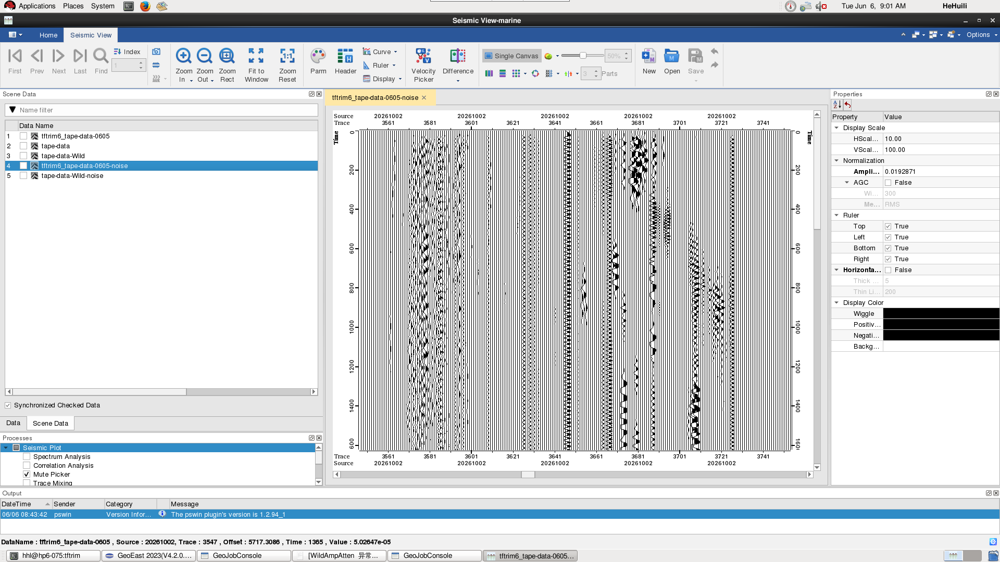 Applications Places System Tue Jun 6, 9:01 AM HeHuili
Seismic View-marine
Home Seismic View Options
First Prev Next Last Find Index 1
Zoom In Zoom Out Zoom Rect Fit to Window Zoom Reset
Parm Header Curve Ruler Display
Velocity Picker Difference
Single Canvas 50% 3 Parts
New Open Save
Scene Data
Name filter
Data Name
1 tftrim6_tape-data-0605
2 tape-data
3 tape-data-Wild
4 tftrim6_tape-data-0605-noise
5 tape-data-Wild-noise
Synchronized Checked Data
Data Scene Data
Processes
Seismic Plot
Spectrum Analysis
Correlation Analysis
Mute Picker
Trace Mixing
tftrim6_tape-data-0605-noise
Source 20261002 20261002 20261002 20261002 20261002
Trace 3561 3581 3601 3621 3641 3661 3681 3701 3721 3741
Time Time
0 0
200 200
400 400
600 600
800 800
1000 1000
1200 1200
1400 1400
600 160
Trace 3561 3581 3601 3621 3641 3661 3681 3701 3721 3741
Source 20261002 20261002 20261002 20261002 20261002
Properties
Property Value
Display Scale
HScal... 10.00
VScal... 100.00
Normalization
Ampli... 0.0192871
AGC False
Wi... 300
Me... RMS
Ruler
Top True
Left True
Bottom True
Right True
Horizonta... False
Thick ... 5
Thin Li... 200
Display Color
Wiggle
Positiv...
Negati...
Backg...
Output
DateTime Sender Category Message
06/06 08:43:42 pswin Version Infor... The pswin plugin's version is 1.2.94_1
DataName : tftrim6_tape-data-0605 , Source : 20261002, Trace : 3547 , Offset : 5717.3086 , Time : 1365 , Value : 5.02647e-05
hhl@hp6-075:tftrim GeoEast 2023(V4.2.0.... GeoJobConsole [WildAmpAtten 异常... GeoJobConsole tftrim6_tape-data-0605...